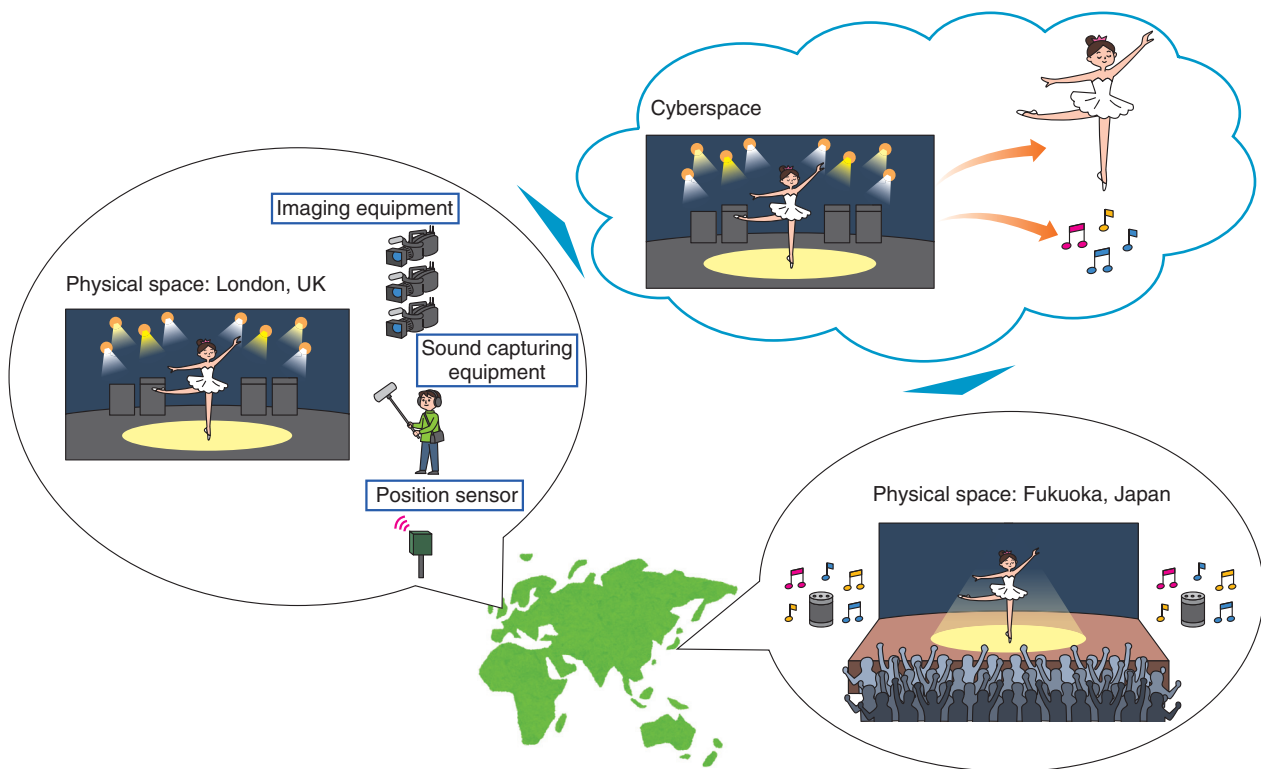 Cyberspace
Imaging equipment
Physical space: London, UK
Sound capturing
equipment
Position sensor
Physical space: Fukuoka, Japan